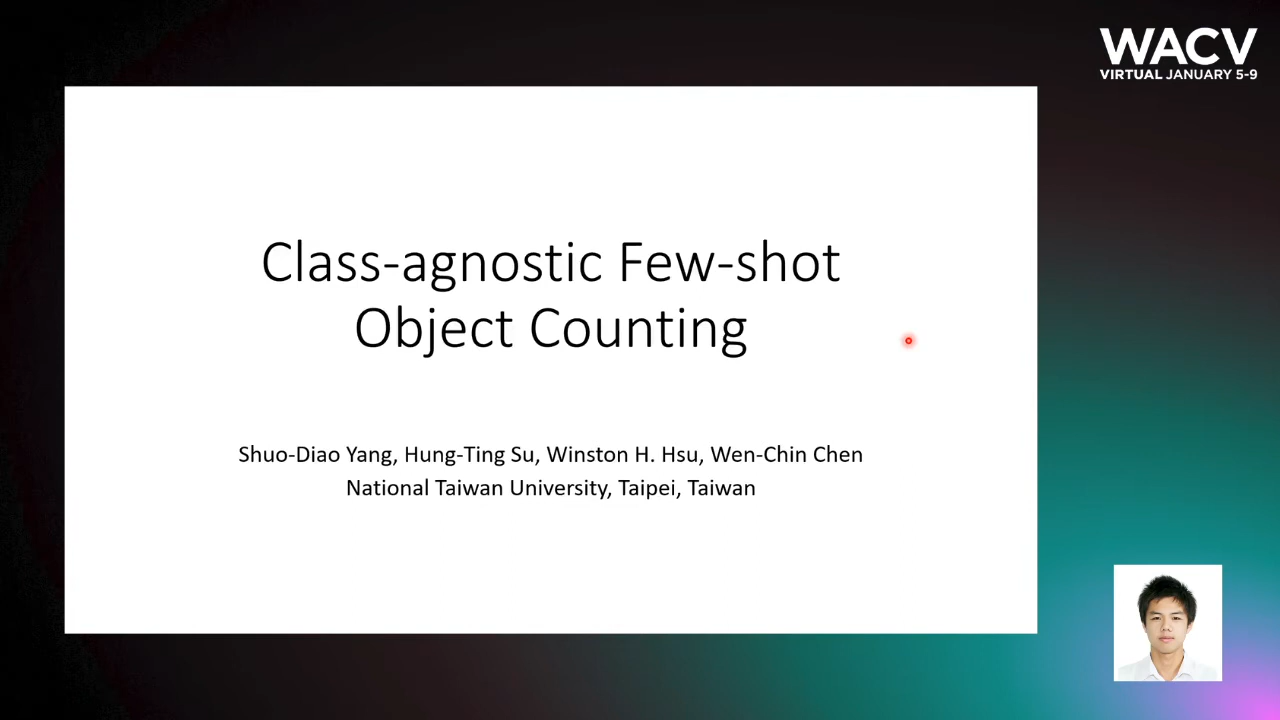 WACV
VIRTUAL JANUARY 5-9
Class-agnostic Few-shot
Object Counting
Shuo-Diao Yang, Hung-Ting Su, Winston H. Hsu, Wen-Chin Chen
National Taiwan University, Taipei, Taiwan